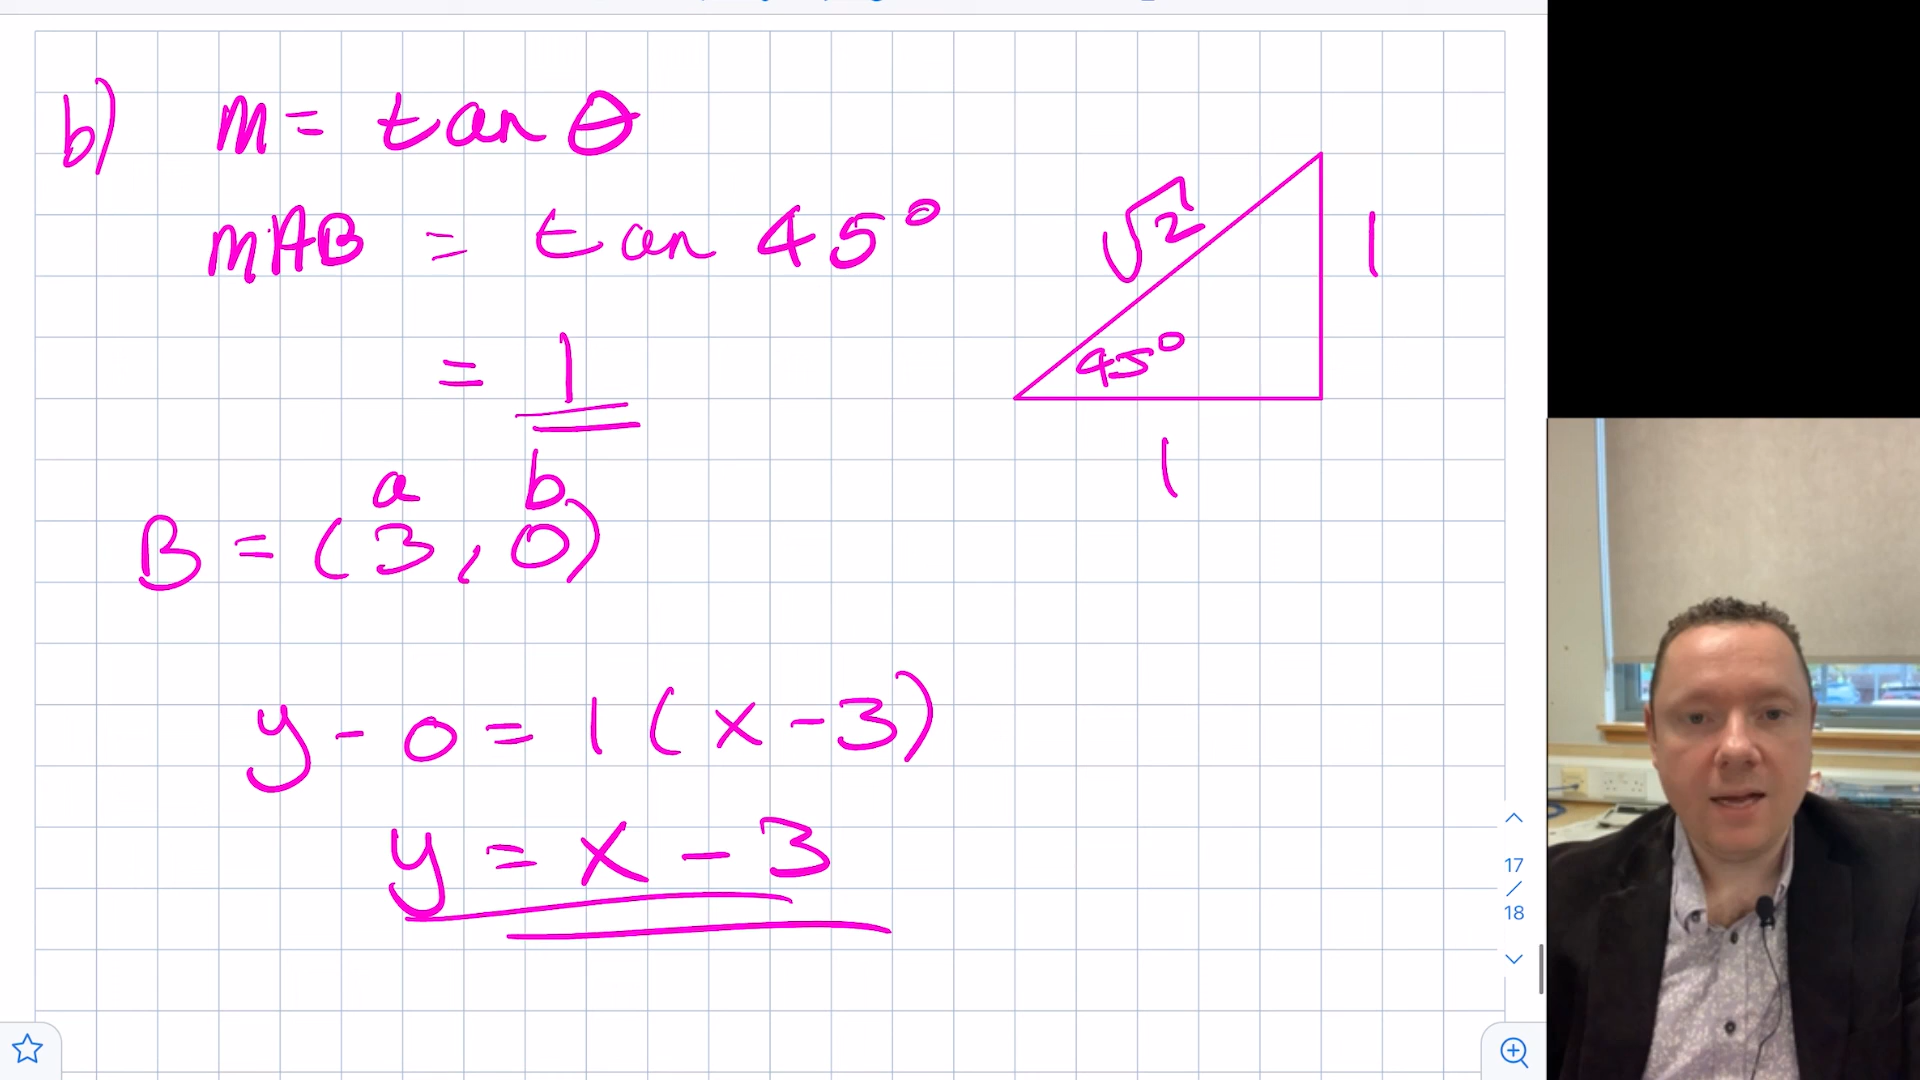 b) m = tan θ
mAB = tan 45°
= 1
√2
1
45°
1
a b
B = (3, 0)
y - 0 = 1(x - 3)
y = x - 3
17
/
18